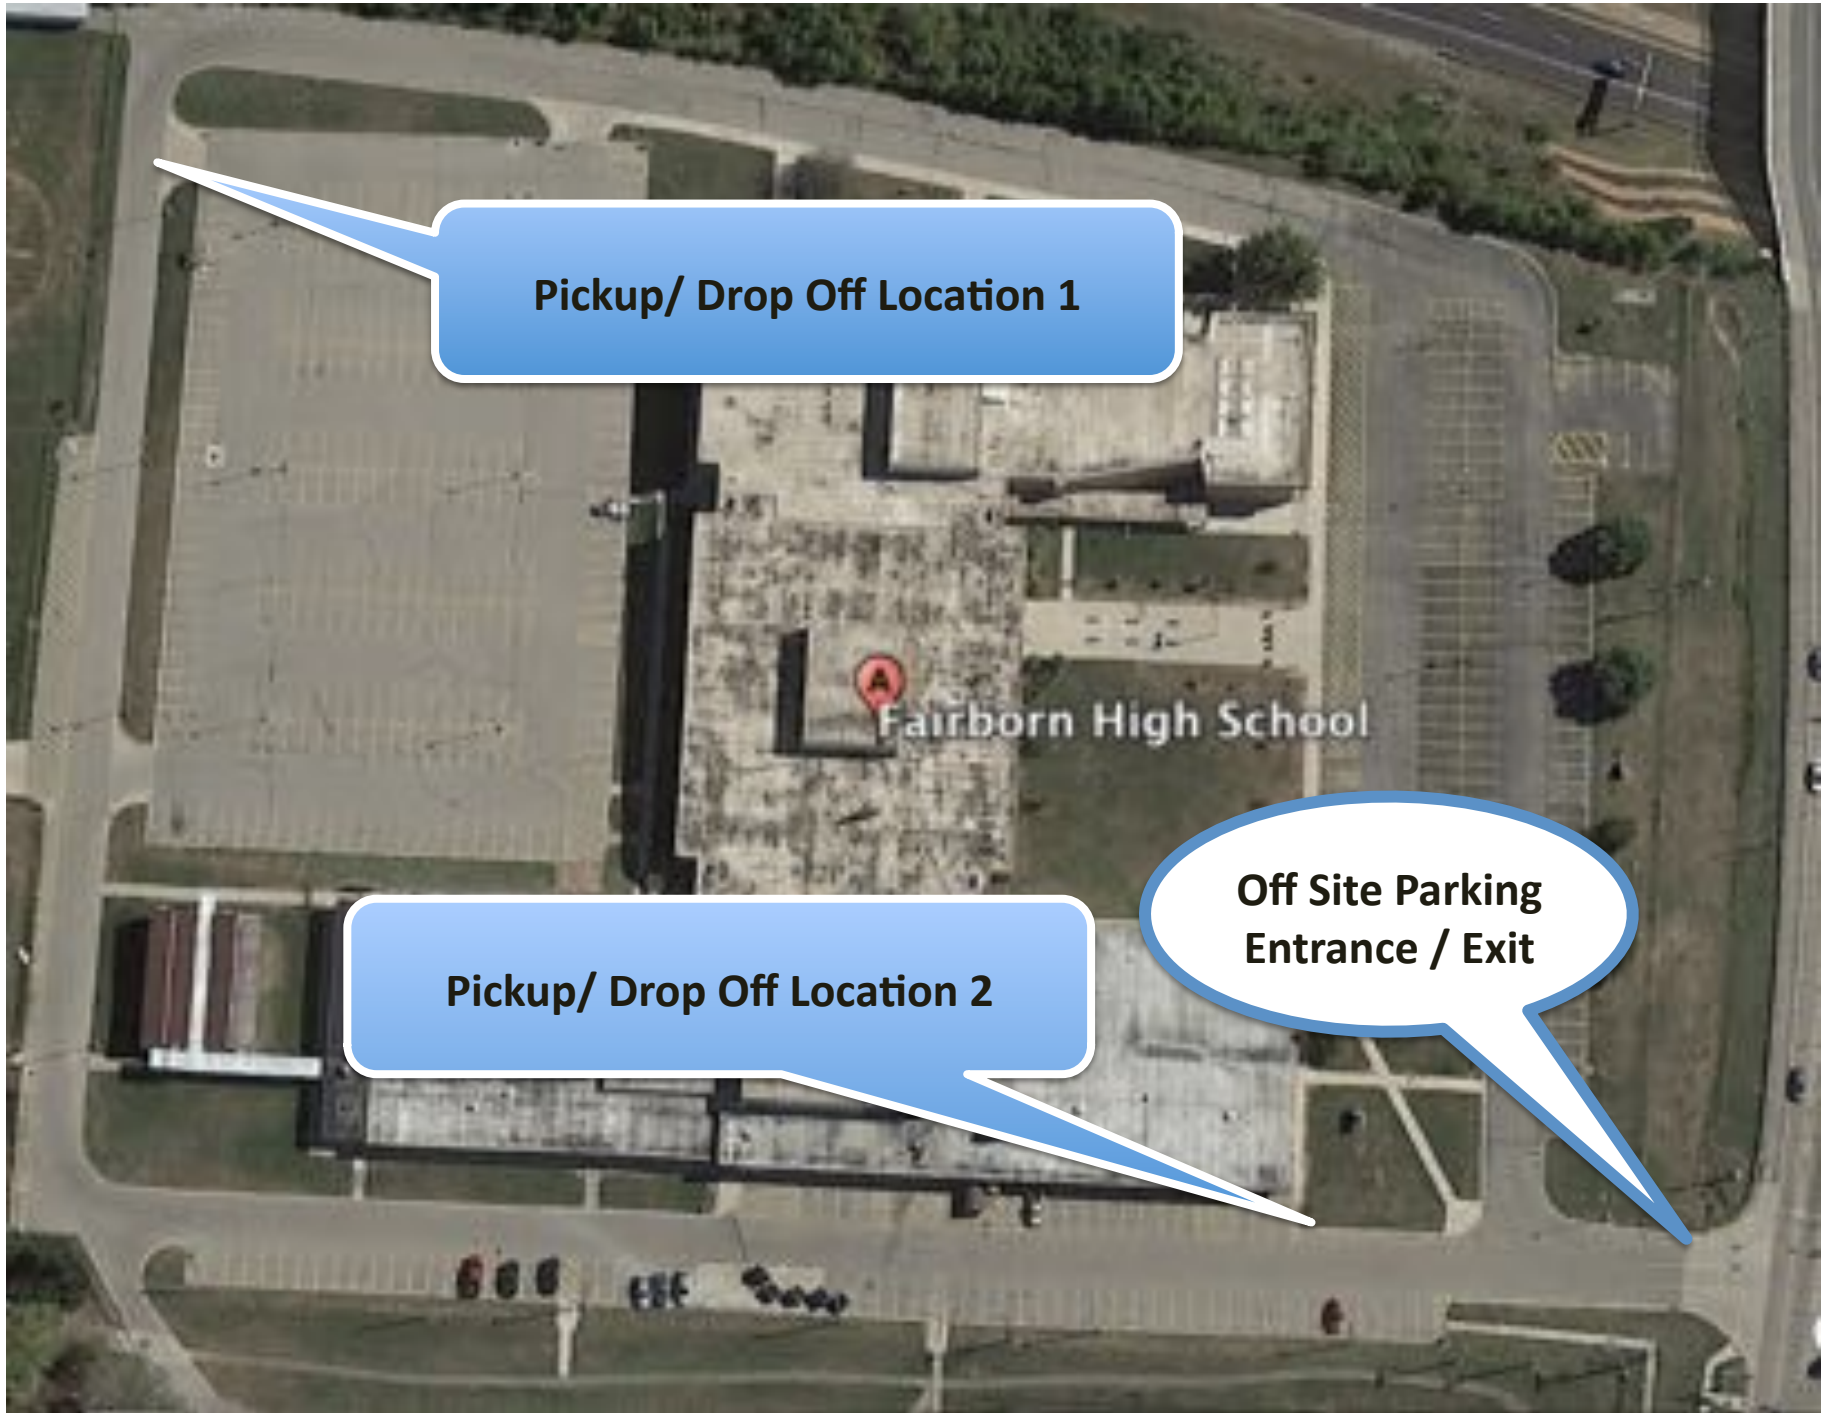 Pickup/ Drop Off Location 1
A
Fairborn High School
Off Site Parking
Entrance / Exit
Pickup/ Drop Off Location 2